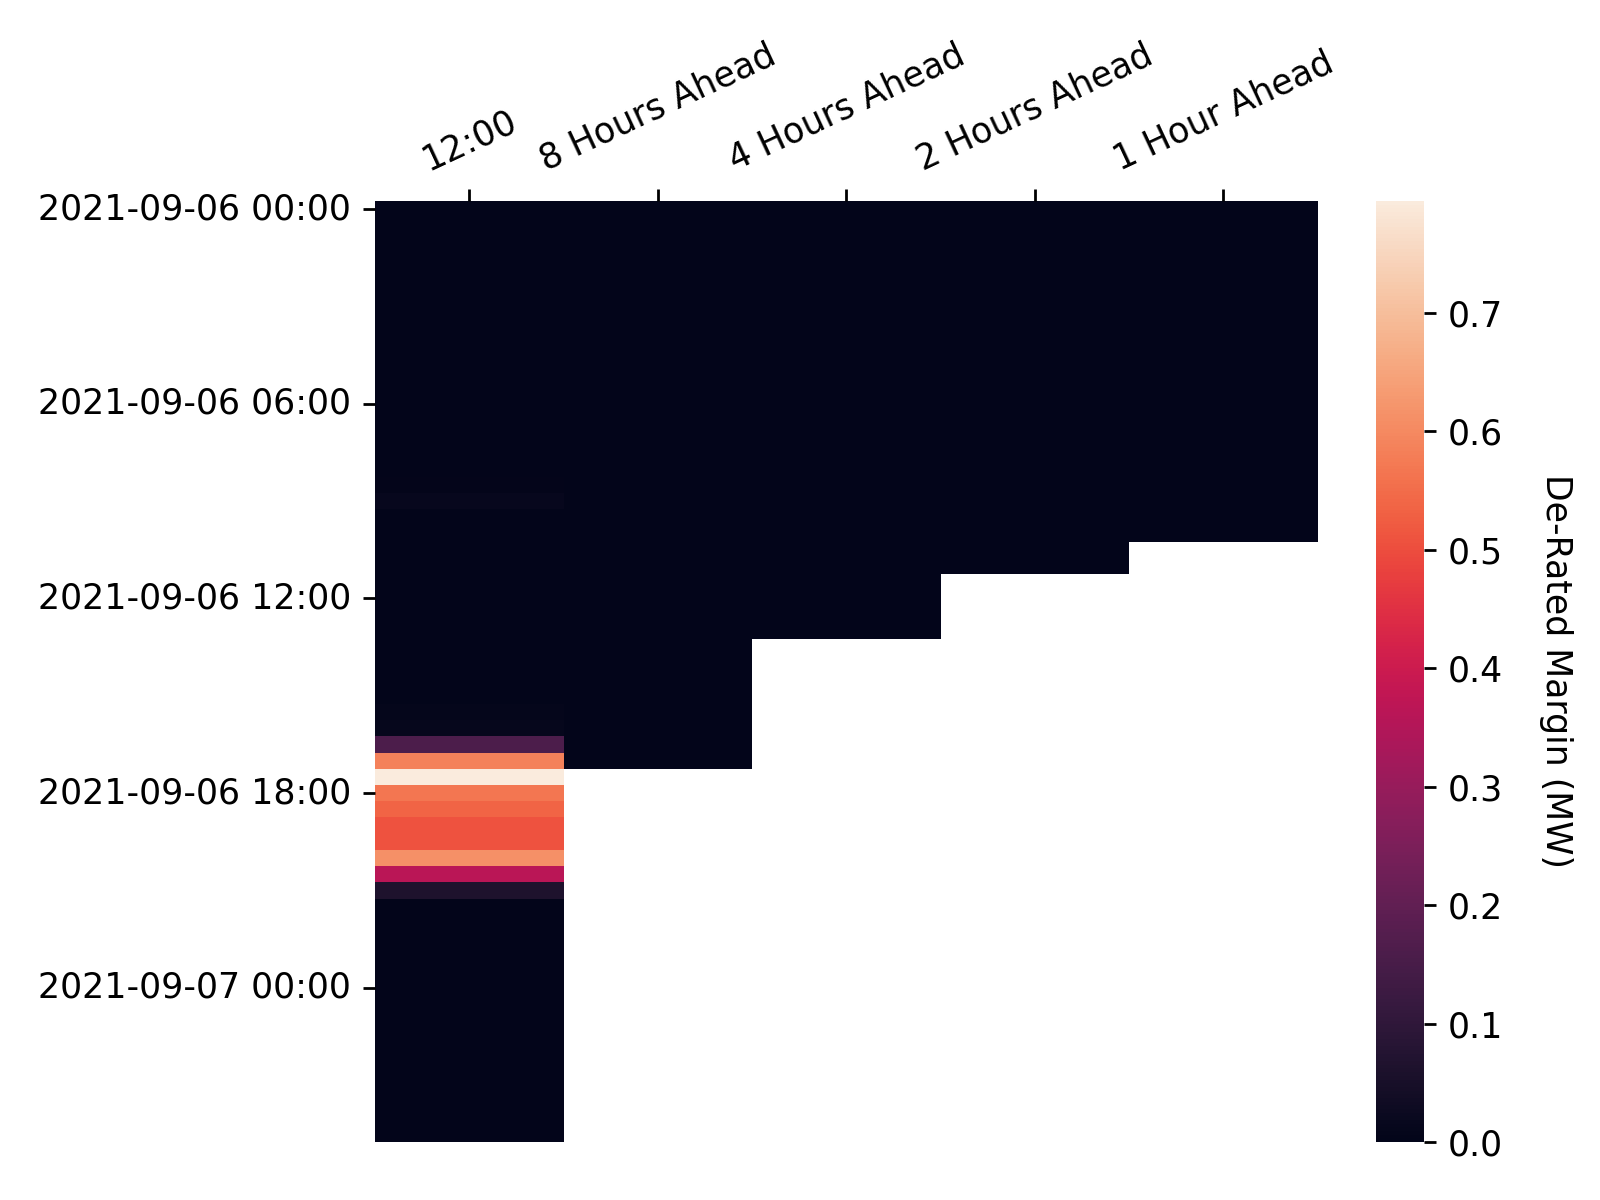 12:00
8 Hours Ahead
4 Hours Ahead
2 Hours Ahead
1 Hour Ahead
2021-09-06 00:00
2021-09-06 06:00
2021-09-06 12:00
2021-09-06 18:00
2021-09-07 00:00
0.7
0.6
0.5
0.4
0.3
0.2
0.1
0.0
De-Rated Margin (MW)